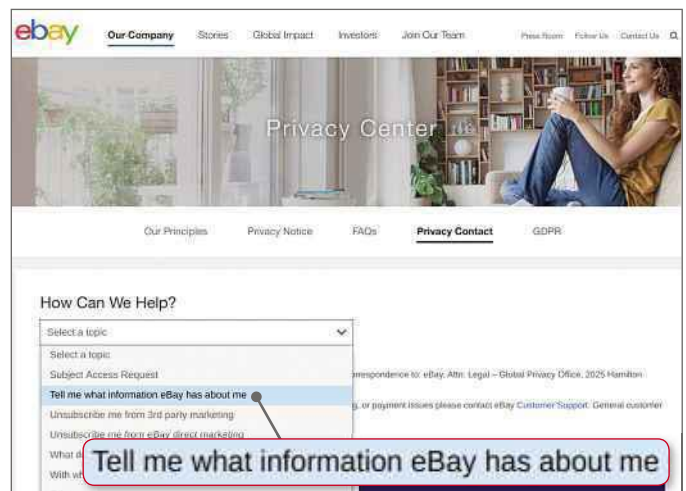 ebay Our Company Stories Global Impact Investors Join Our Team Press Room Follow Us Contact Us
Privacy Center
Our Principles Privacy Notice FAQs Privacy Contact GDPR
How Can We Help?
Select a topic
Select a topic
Subject Access Request
orrespondence to: eBay, Attn: Legal – Global Privacy Office, 2025 Hamilton
Tell me what information eBay has about me
Unsubscribe me from 3rd party marketing
or payment issues please contact eBay Customer Support. General customer
Unsubscribe me from eBay direct marketing
What
With
Tell me what information eBay has about me